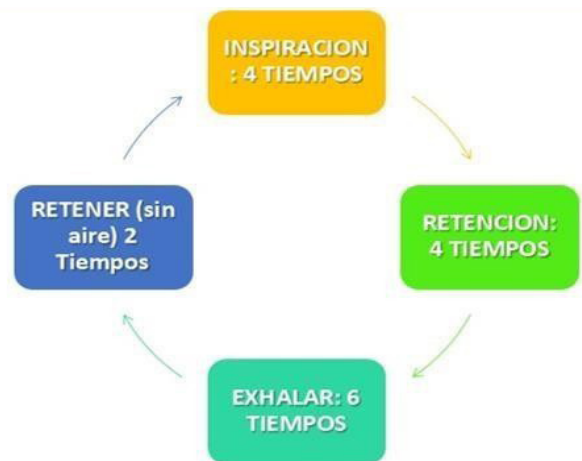 INSPIRACION
: 4 TIEMPOS
RETENCION:
4 TIEMPOS
EXHALAR: 6
TIEMPOS
RETENER (sin
aire) 2
Tiempos